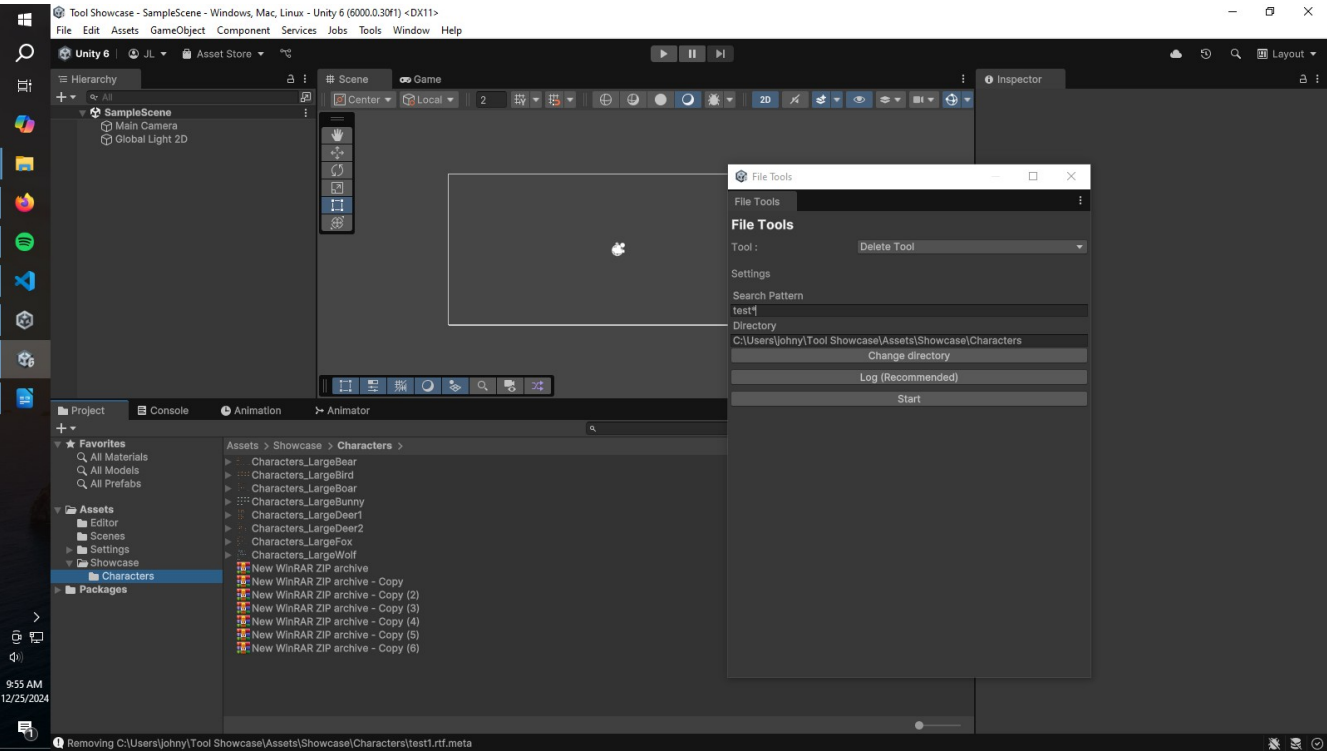 Tool Showcase - SampleScene - Windows, Mac, Linux - Unity 6 (6000.0.30f1) <DX11>
File Edit Assets GameObject Component Services Jobs Tools Window Help
Unity 6 JL Asset Store Layout
Hierarchy
All
SampleScene
Main Camera
Global Light 2D
Scene Game
Center Local 2 2D
Inspector
File Tools
File Tools
File Tools
Tool : Delete Tool
Settings
Search Pattern
test*
Directory
C:\Users\johny\Tool Showcase\Assets\Showcase\Characters
Change directory
Log (Recommended)
Start
Project Console Animation Animator
Favorites
All Materials
All Models
All Prefabs
Assets
Editor
Scenes
Settings
Showcase
Characters
Packages
Assets > Showcase > Characters >
Characters_LargeBear
Characters_LargeBird
Characters_LargeBoar
Characters_LargeBunny
Characters_LargeDeer1
Characters_LargeDeer2
Characters_LargeFox
Characters_LargeWolf
New WinRAR ZIP archive
New WinRAR ZIP archive - Copy
New WinRAR ZIP archive - Copy (2)
New WinRAR ZIP archive - Copy (3)
New WinRAR ZIP archive - Copy (4)
New WinRAR ZIP archive - Copy (5)
New WinRAR ZIP archive - Copy (6)
9:55 AM
12/25/2024
1
Removing C:\Users\johny\Tool Showcase\Assets\Showcase\Characters\test1.rtf.meta